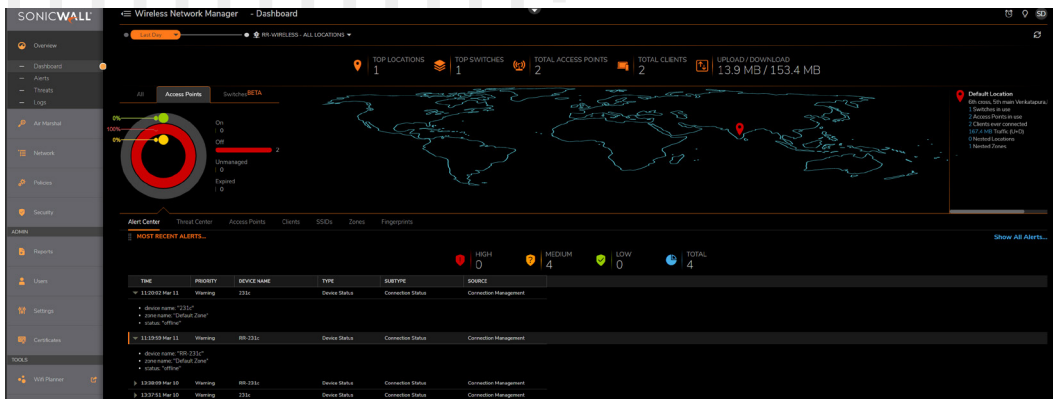 SONICWALL
Wireless Network Manager - Dashboard
SD
Last Day
RR-WIRELESS - ALL LOCATIONS
Overview
Dashboard
Alerts
Threats
Logs
Air Marshal
Network
Policies
Security
ADMIN
Reports
Users
Settings
Certificates
TOOLS
Wifi Planner
TOP LOCATIONS
1
TOP SWITCHES
1
TOTAL ACCESS POINTS
2
TOTAL CLIENTS
2
UPLOAD / DOWNLOAD
13.9 MB / 153.4 MB
All
Access Points
Switches BETA
0%
100%
0%
On
0
Off
2
Unmanaged
0
Expired
0
Default Location
6th cross, 5th main Venkatapura,
1 Switches in use
2 Access Points in use
2 Clients ever connected
167.4 MB Traffic (U+D)
0 Nested Locations
1 Nested Zones
Alert Center
Threat Center
Access Points
Clients
SSIDs
Zones
Fingerprints
MOST RECENT ALERTS...
Show All Alerts...
HIGH
0
MEDIUM
4
LOW
0
TOTAL
4
TIME PRIORITY DEVICE NAME TYPE SUBTYPE SOURCE
11:20:02 Mar 11 Warning 231c Device Status Connection Status Connection Management
device name: "231c"
zone name: "Default Zone"
status: "offline"
11:19:59 Mar 11 Warning RR-231c Device Status Connection Status Connection Management
device name: "RR-231c"
zone name: "Default Zone"
status: "offline"
13:38:09 Mar 10 Warning RR-231c Device Status Connection Status Connection Management
13:37:51 Mar 10 Warning 231c Device Status Connection Status Connection Management